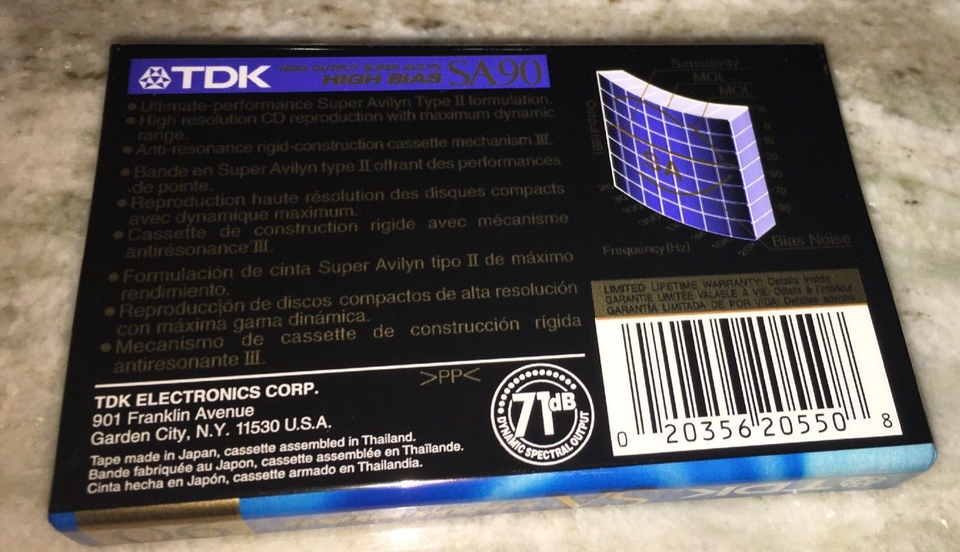 TDK HIGH OUTPUT SUPER AVILYN HIGH BIAS SA90
• Ultimate-performance Super Avilyn Type II formulation.
• High resolution CD reproduction with maximum dynamic
range.
• Anti-resonance rigid-construction cassette mechanism III.
• Bande en Super Avilyn type II offrant des performances
de pointe.
• Reproduction haute résolution des disques compacts
avec dynamique maximum.
• Cassette de construction rigide avec mécanisme
antirésonance III.
• Formulación de cinta Super Avilyn tipo II de máximo
rendimiento.
• Reproducción de discos compactos de alta resolución
con máxima gama dinámica.
• Mecanismo de cassette de construcción rígida
antiresonante III.
>PP<
TDK ELECTRONICS CORP.
901 Franklin Avenue
Garden City, N.Y. 11530 U.S.A.
Tape made in Japan, cassette assembled in Thailand.
Bande fabriquée au Japon, cassette assemblée en Thaïlande.
Cinta hecha en Japón, cassette armado en Thailandia.
71dB
DYNAMIC SPECTRAL OUTPUT
Sensitivity
MOL
MOL
Output (dB)
SA
Frequency (Hz)
Bias Noise
LIMITED LIFETIME WARRANTY: Details inside
GARANTIE LIMITÉE VALABLE À VIE: Détails à l'intérieur
GARANTÍA LIMITADA DE POR VIDA: Detalles adentro
0 20356 20550 8
TDK